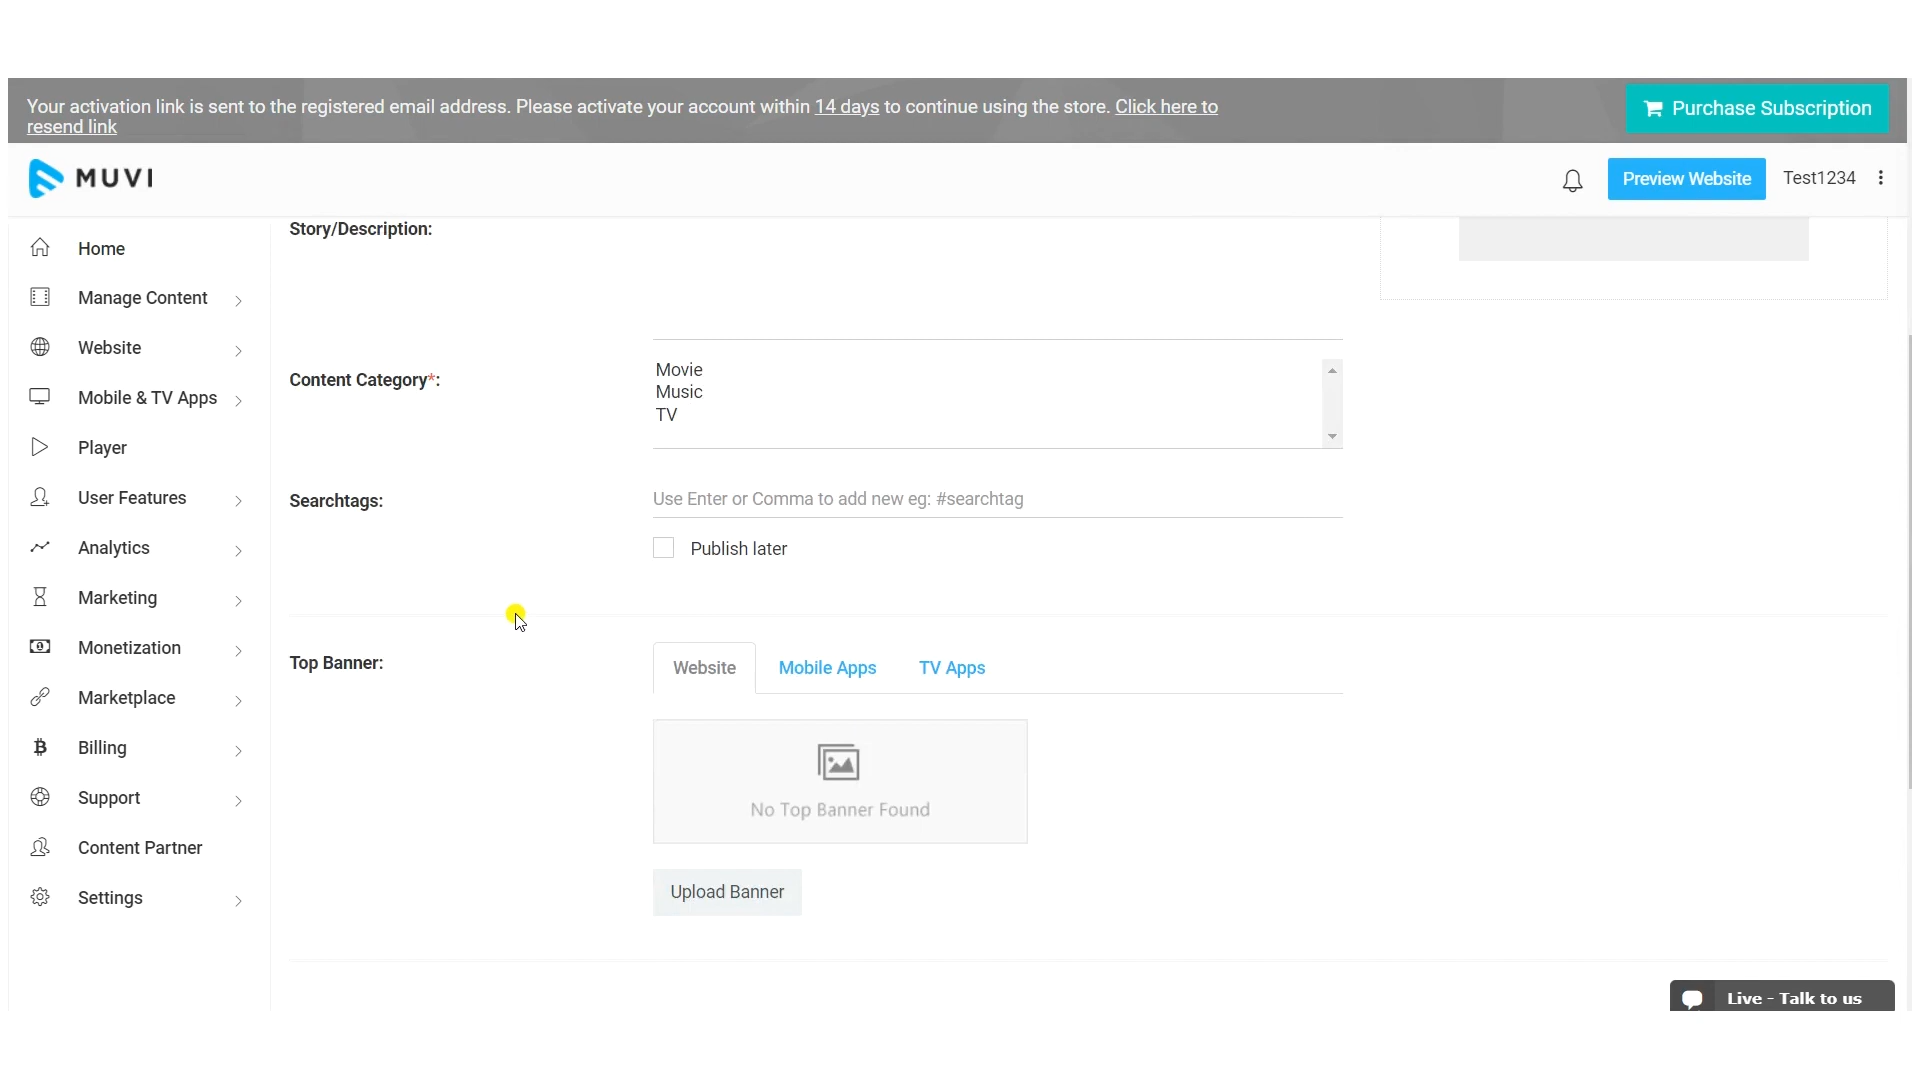 Your activation link is sent to the registered email address. Please activate your account within 14 days to continue using the store. Click here to
resend link
Purchase Subscription
MUVI
Preview Website
Test1234
Home
Manage Content
Website
Mobile & TV Apps
Player
User Features
Analytics
Marketing
Monetization
Marketplace
Billing
Support
Content Partner
Settings
Story/Description:
Content Category*:
Movie
Music
TV
Searchtags:
Use Enter or Comma to add new eg: #searchtag
Publish later
Top Banner:
Website
Mobile Apps
TV Apps
No Top Banner Found
Upload Banner
Live - Talk to us